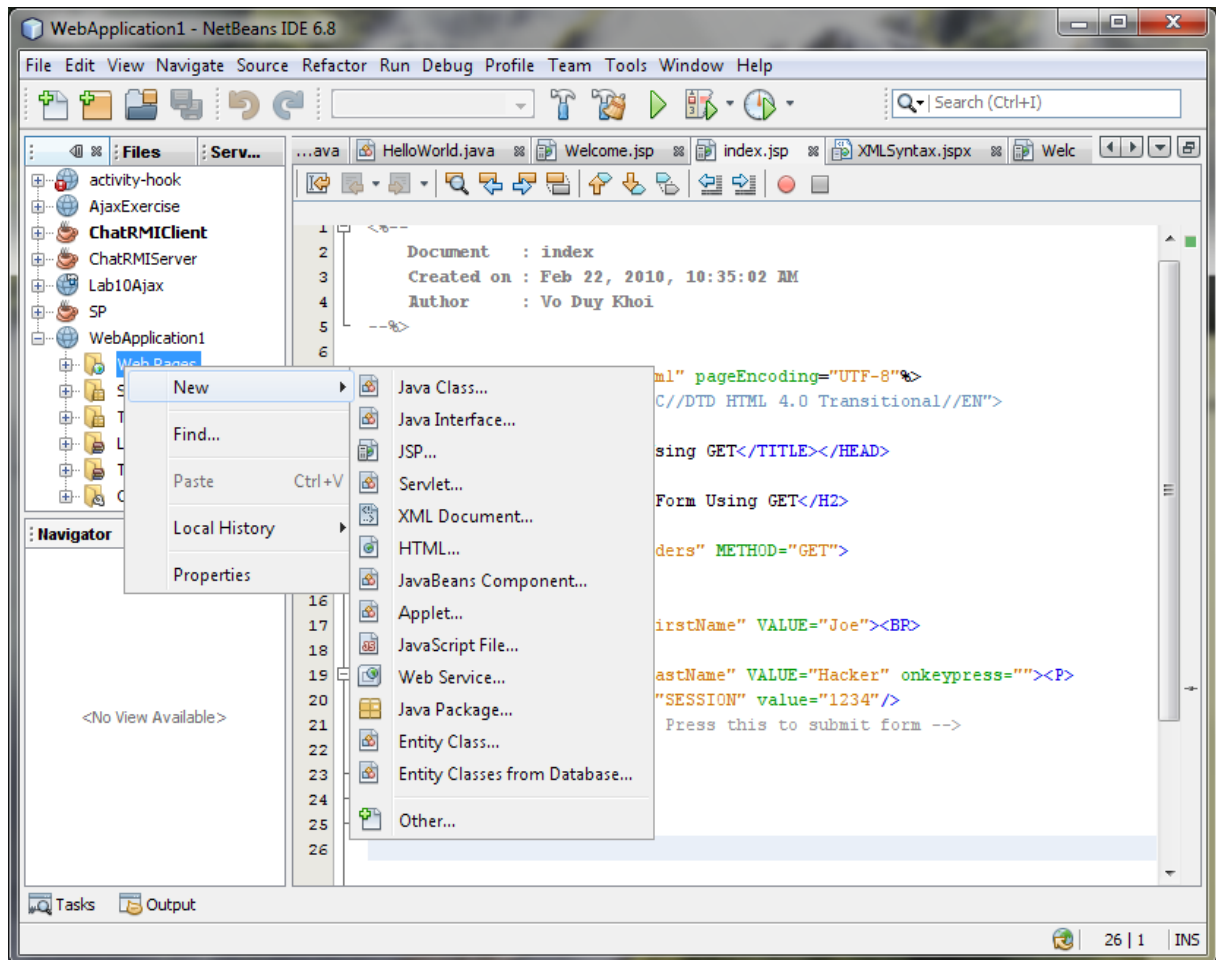 WebApplication1 - NetBeans IDE 6.8
File Edit View Navigate Source Refactor Run Debug Profile Team Tools Window Help
Search (Ctrl+I)
Files Serv...
...ava HelloWorld.java Welcome.jsp index.jsp XMLSyntax.jspx Welc
activity-hook
AjaxExercise
ChatRMIClient
ChatRMIServer
Lab10Ajax
SP
WebApplication1
Web Pages
S
T
L
T
C
New
Find...
Paste Ctrl+V
Local History
Properties
Java Class...
Java Interface...
JSP...
Servlet...
XML Document...
HTML...
JavaBeans Component...
Applet...
JavaScript File...
Web Service...
Java Package...
Entity Class...
Entity Classes from Database...
Other...
Navigator
<No View Available>
1 <%--
2 Document : index
3 Created on : Feb 22, 2010, 10:35:02 AM
4 Author : Vo Duy Khoi
5 --%>
6
ml" pageEncoding="UTF-8"%>
C//DTD HTML 4.0 Transitional//EN">
sing GET</TITLE></HEAD>
Form Using GET</H2>
ders" METHOD="GET">
16
17 irstName" VALUE="Joe"><BR>
18
19 astName" VALUE="Hacker" onkeypress=""><P>
20 "SESSION" value="1234"/>
21 Press this to submit form -->
22
23
24
25
26
Tasks Output
26 | 1 INS